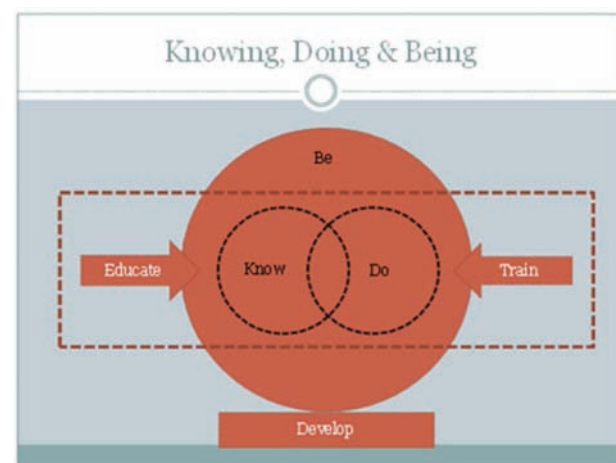 Knowing, Doing & Being
Be
Educate
Know
Do
Train
Develop